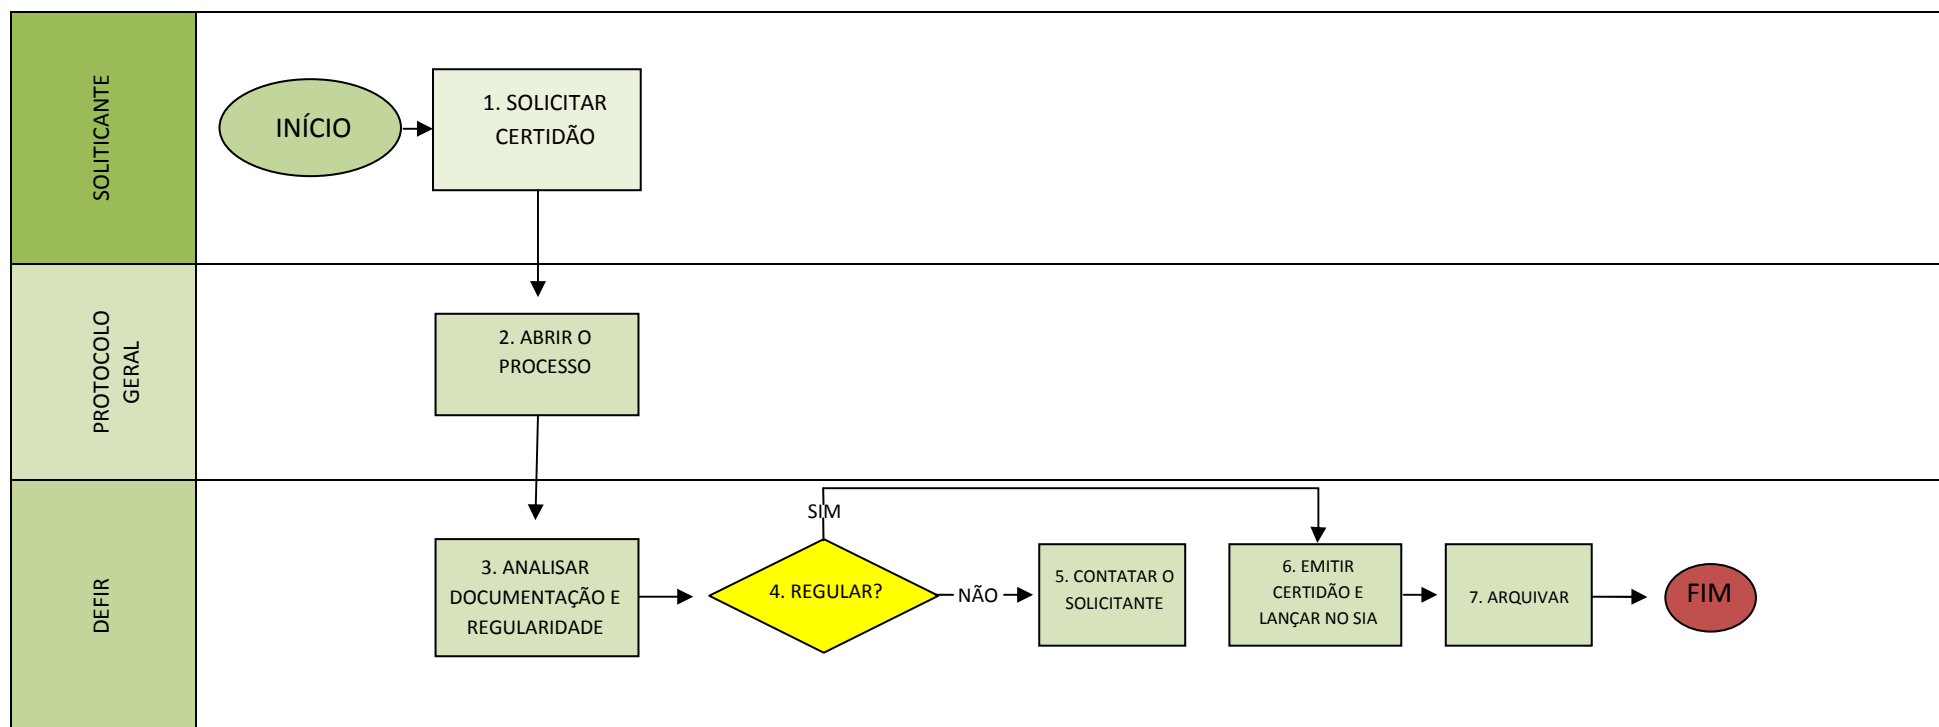 SOLITICANTE
INÍCIO
1. SOLICITAR
CERTIDÃO
PROTOCOLO
GERAL
2. ABRIR O
PROCESSO
DEFIR
3. ANALISAR
DOCUMENTAÇÃO E
REGULARIDADE
4. REGULAR?
SIM
NÃO
5. CONTATAR O
SOLICITANTE
6. EMITIR
CERTIDÃO E
LANÇAR NO SIA
7. ARQUIVAR
FIM